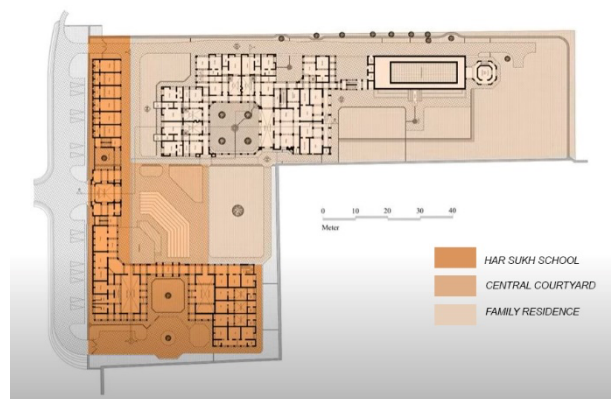 0 10 20 30 40
Meter
HAR SUKH SCHOOL
CENTRAL COURTYARD
FAMILY RESIDENCE